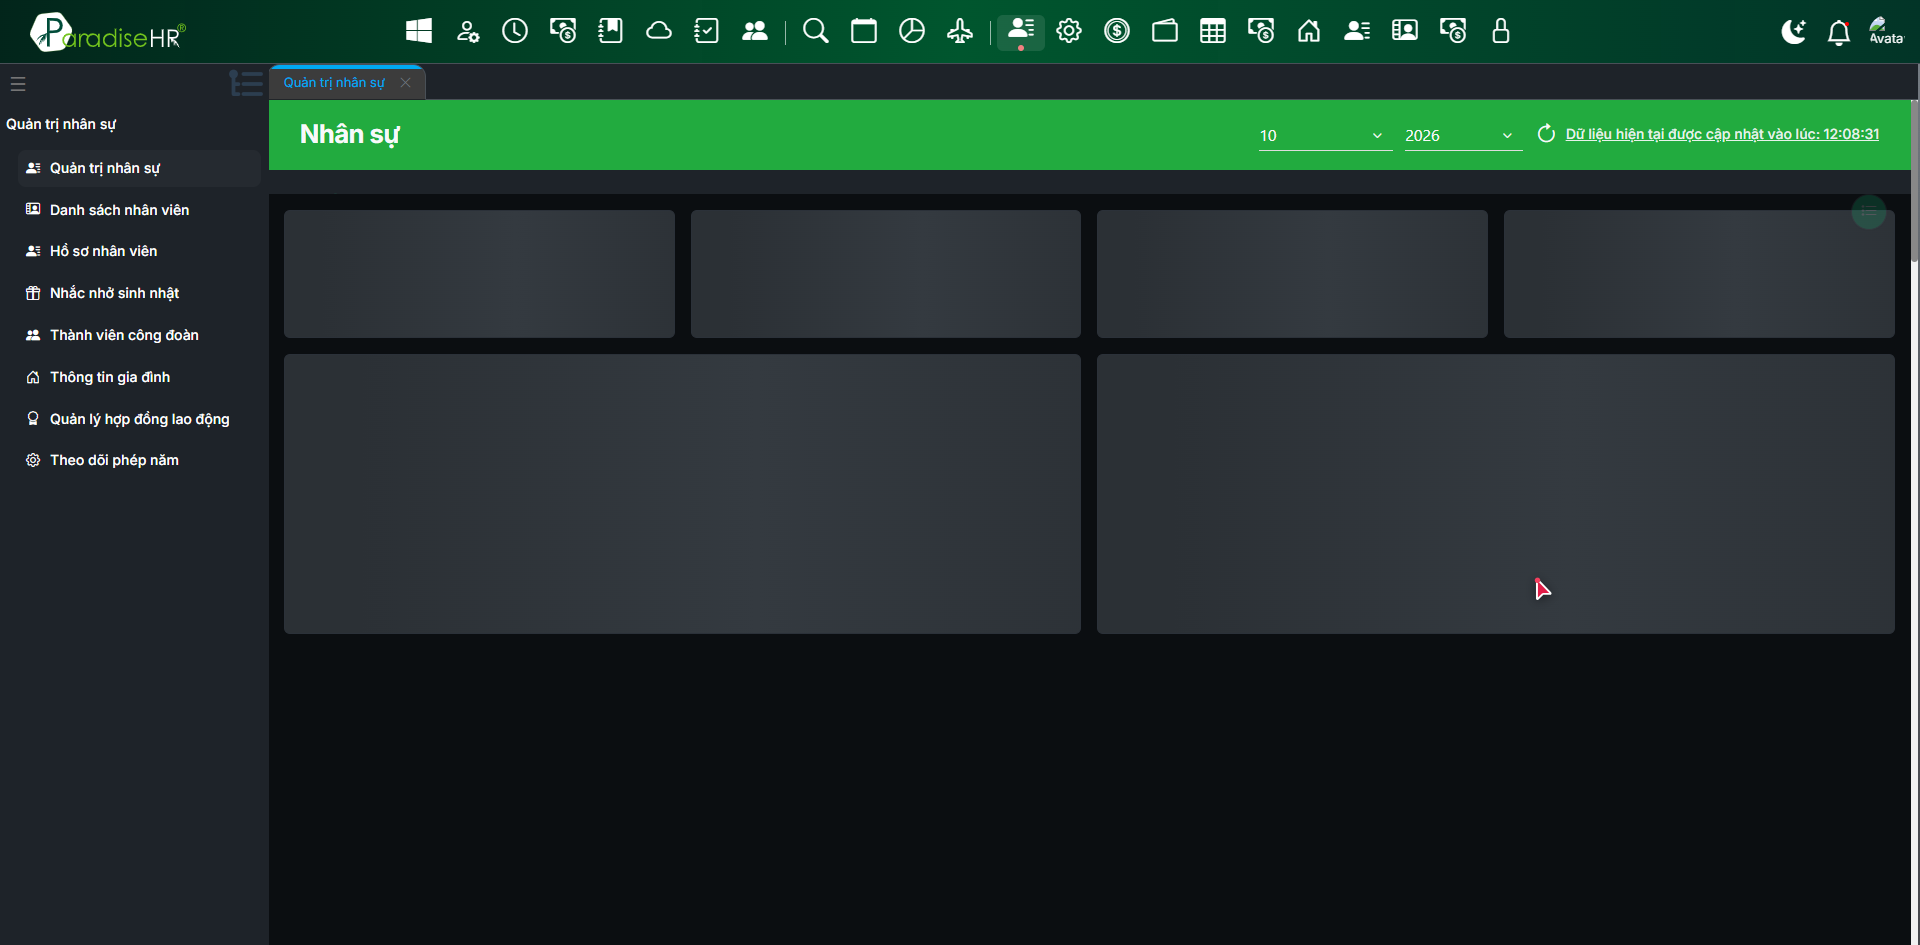 ParadiseHR®
Avata
Quản trị nhân sự
Quản trị nhân sự
Nhân sự
10
2026
Dữ liệu hiện tại được cập nhật vào lúc: 12:08:31
Quản trị nhân sự
Danh sách nhân viên
Hồ sơ nhân viên
Nhắc nhở sinh nhật
Thành viên công đoàn
Thông tin gia đình
Quản lý hợp đồng lao động
Theo dõi phép năm